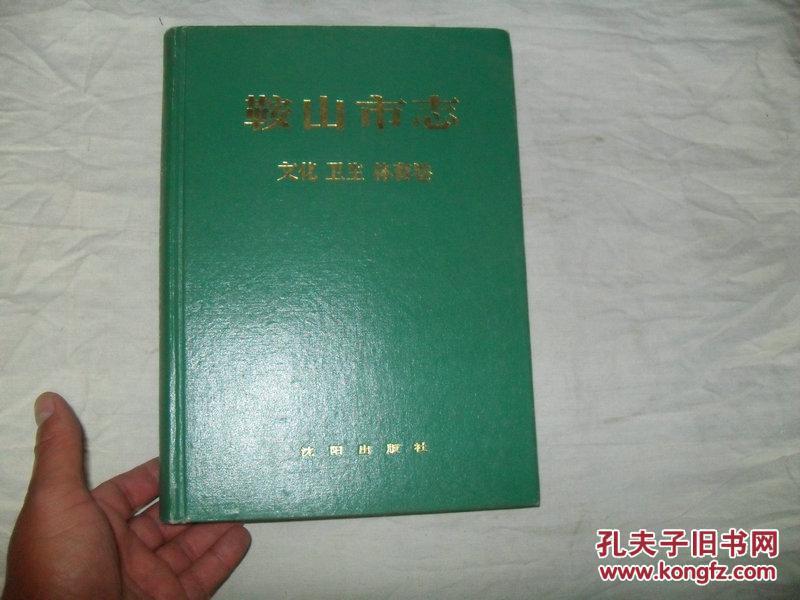 鞍山市志
文化 卫生 体育卷
沈阳出版社
孔夫子旧书网
www.kongfz.com